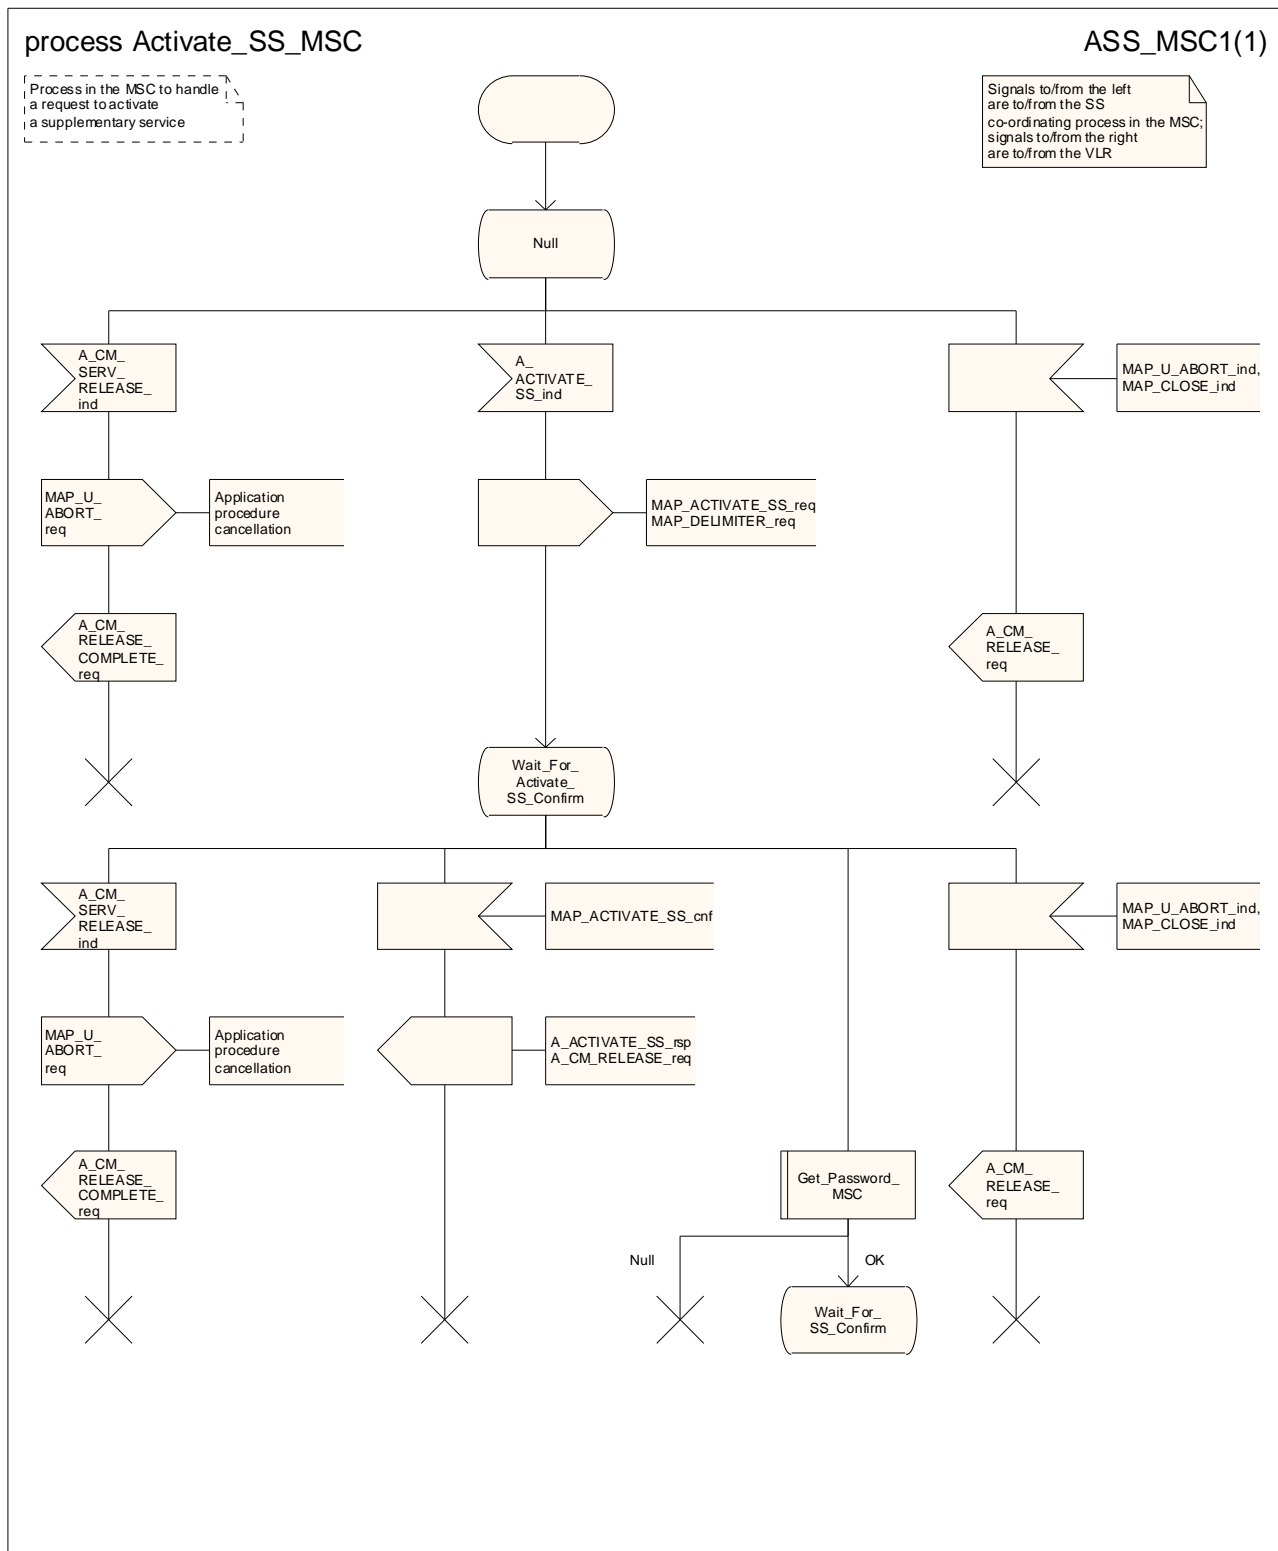 process Activate_SS_MSC
ASS_MSC1(1)
Process in the MSC to handle
a request to activate
a supplementary service
Signals to/from the left
are to/from the SS
co-ordinating process in the MSC;
signals to/from the right
are to/from the VLR
Null
A_CM_
SERV_
RELEASE_
ind
A_
ACTIVATE_
SS_ind
MAP_U_ABORT_ind,
MAP_CLOSE_ind
MAP_U_
ABORT_
req
Application
procedure
cancellation
MAP_ACTIVATE_SS_req
MAP_DELIMITER_req
A_CM_
RELEASE_
COMPLETE_
req
A_CM_
RELEASE_
req
Wait_For_
Activate_
SS_Confirm
A_CM_
SERV_
RELEASE_
ind
MAP_ACTIVATE_SS_cnf
MAP_U_ABORT_ind,
MAP_CLOSE_ind
MAP_U_
ABORT_
req
Application
procedure
cancellation
A_ACTIVATE_SS_rsp
A_CM_RELEASE_req
A_CM_
RELEASE_
COMPLETE_
req
Get_Password_
MSC
A_CM_
RELEASE_
req
Null
OK
Wait_For_
SS_Confirm